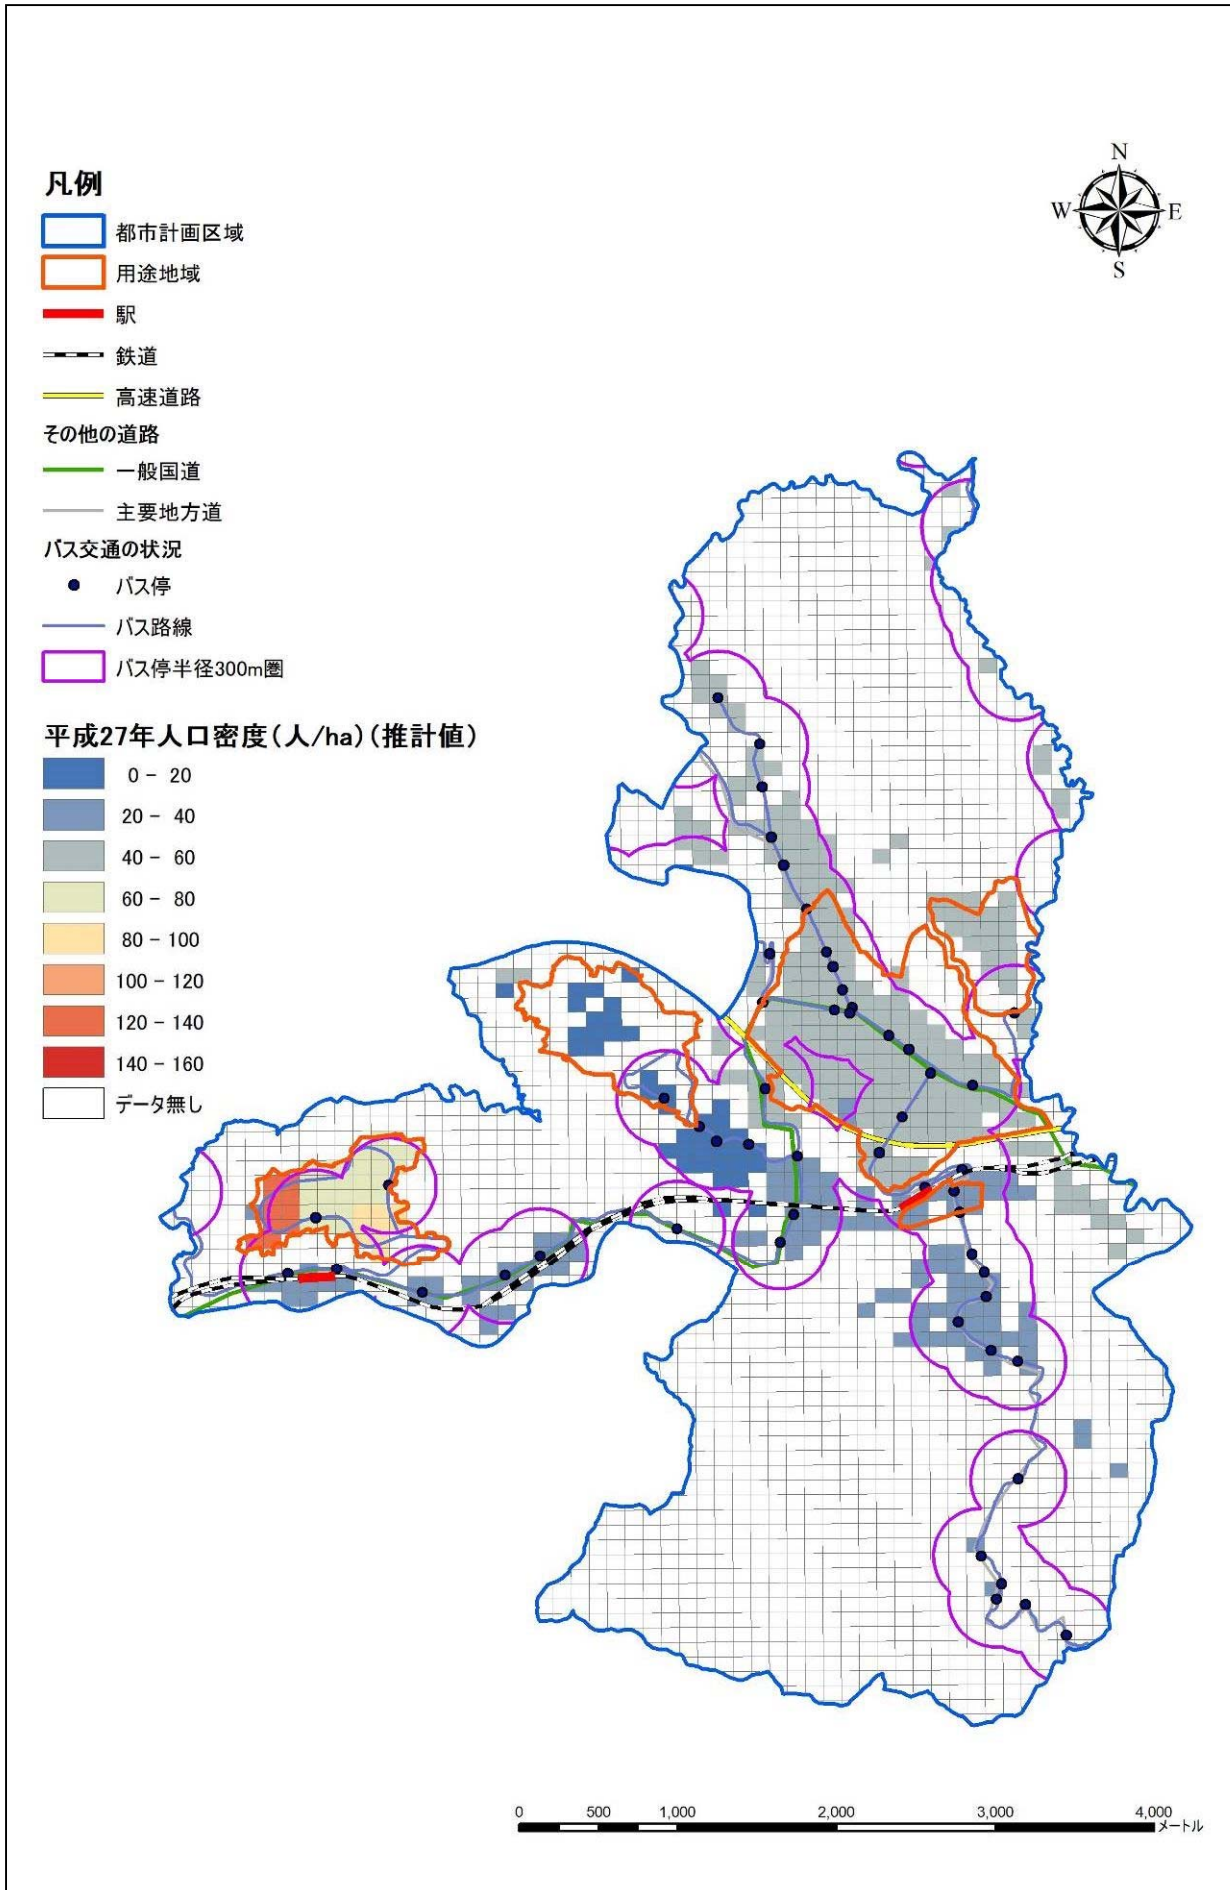 N
W
E
S
凡例
都市計画区域
用途地域
駅
鉄道
高速道路
その他の道路
一般国道
主要地方道
バス交通の状況
バス停
バス路線
バス停半径300m圏
平成27年人口密度(人/ha)(推計値)
0 - 20
20 - 40
40 - 60
60 - 80
80 - 100
100 - 120
120 - 140
140 - 160
データ無し
0 500 1,000 2,000 3,000 4,000
メートル